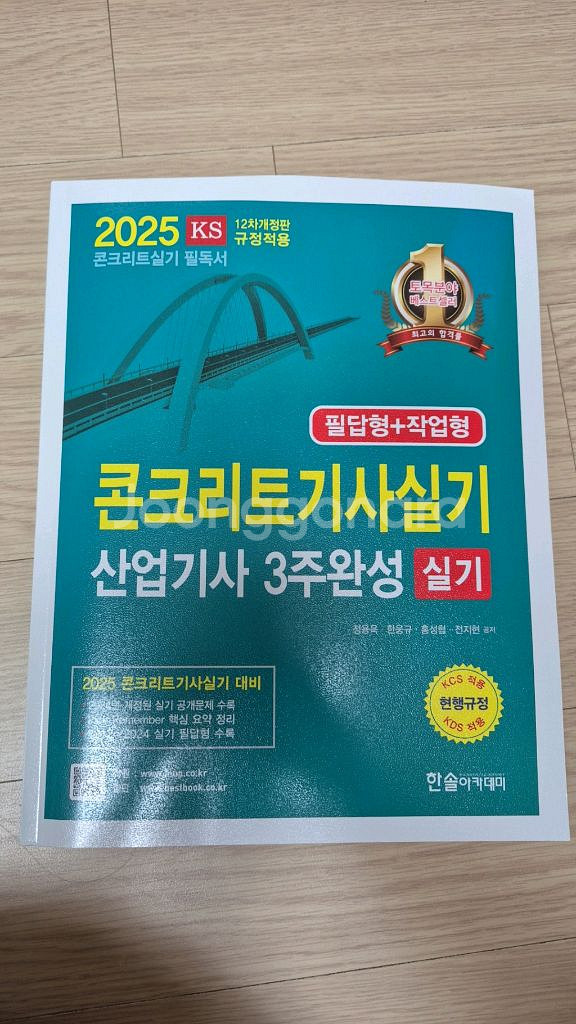 2025 KS 12차개정판
규정적용
콘크리트실기 필독서
1
토목분야
베스트셀러
최고의 합격률
필답형+작업형
콘크리트기사실기
Joonggonara
산업기사 3주완성 실기
정용욱 · 한웅규 · 홍성협 · 전지현 공저
2025 콘크리트기사실기 대비
개정된 실기 공개문제 수록
Remember 핵심 요약 정리
2024 실기 필답형 수록
www.inup.co.kr
www.bestbook.co.kr
KCS 적용
현행규정
KDS 적용
한솔아카데미